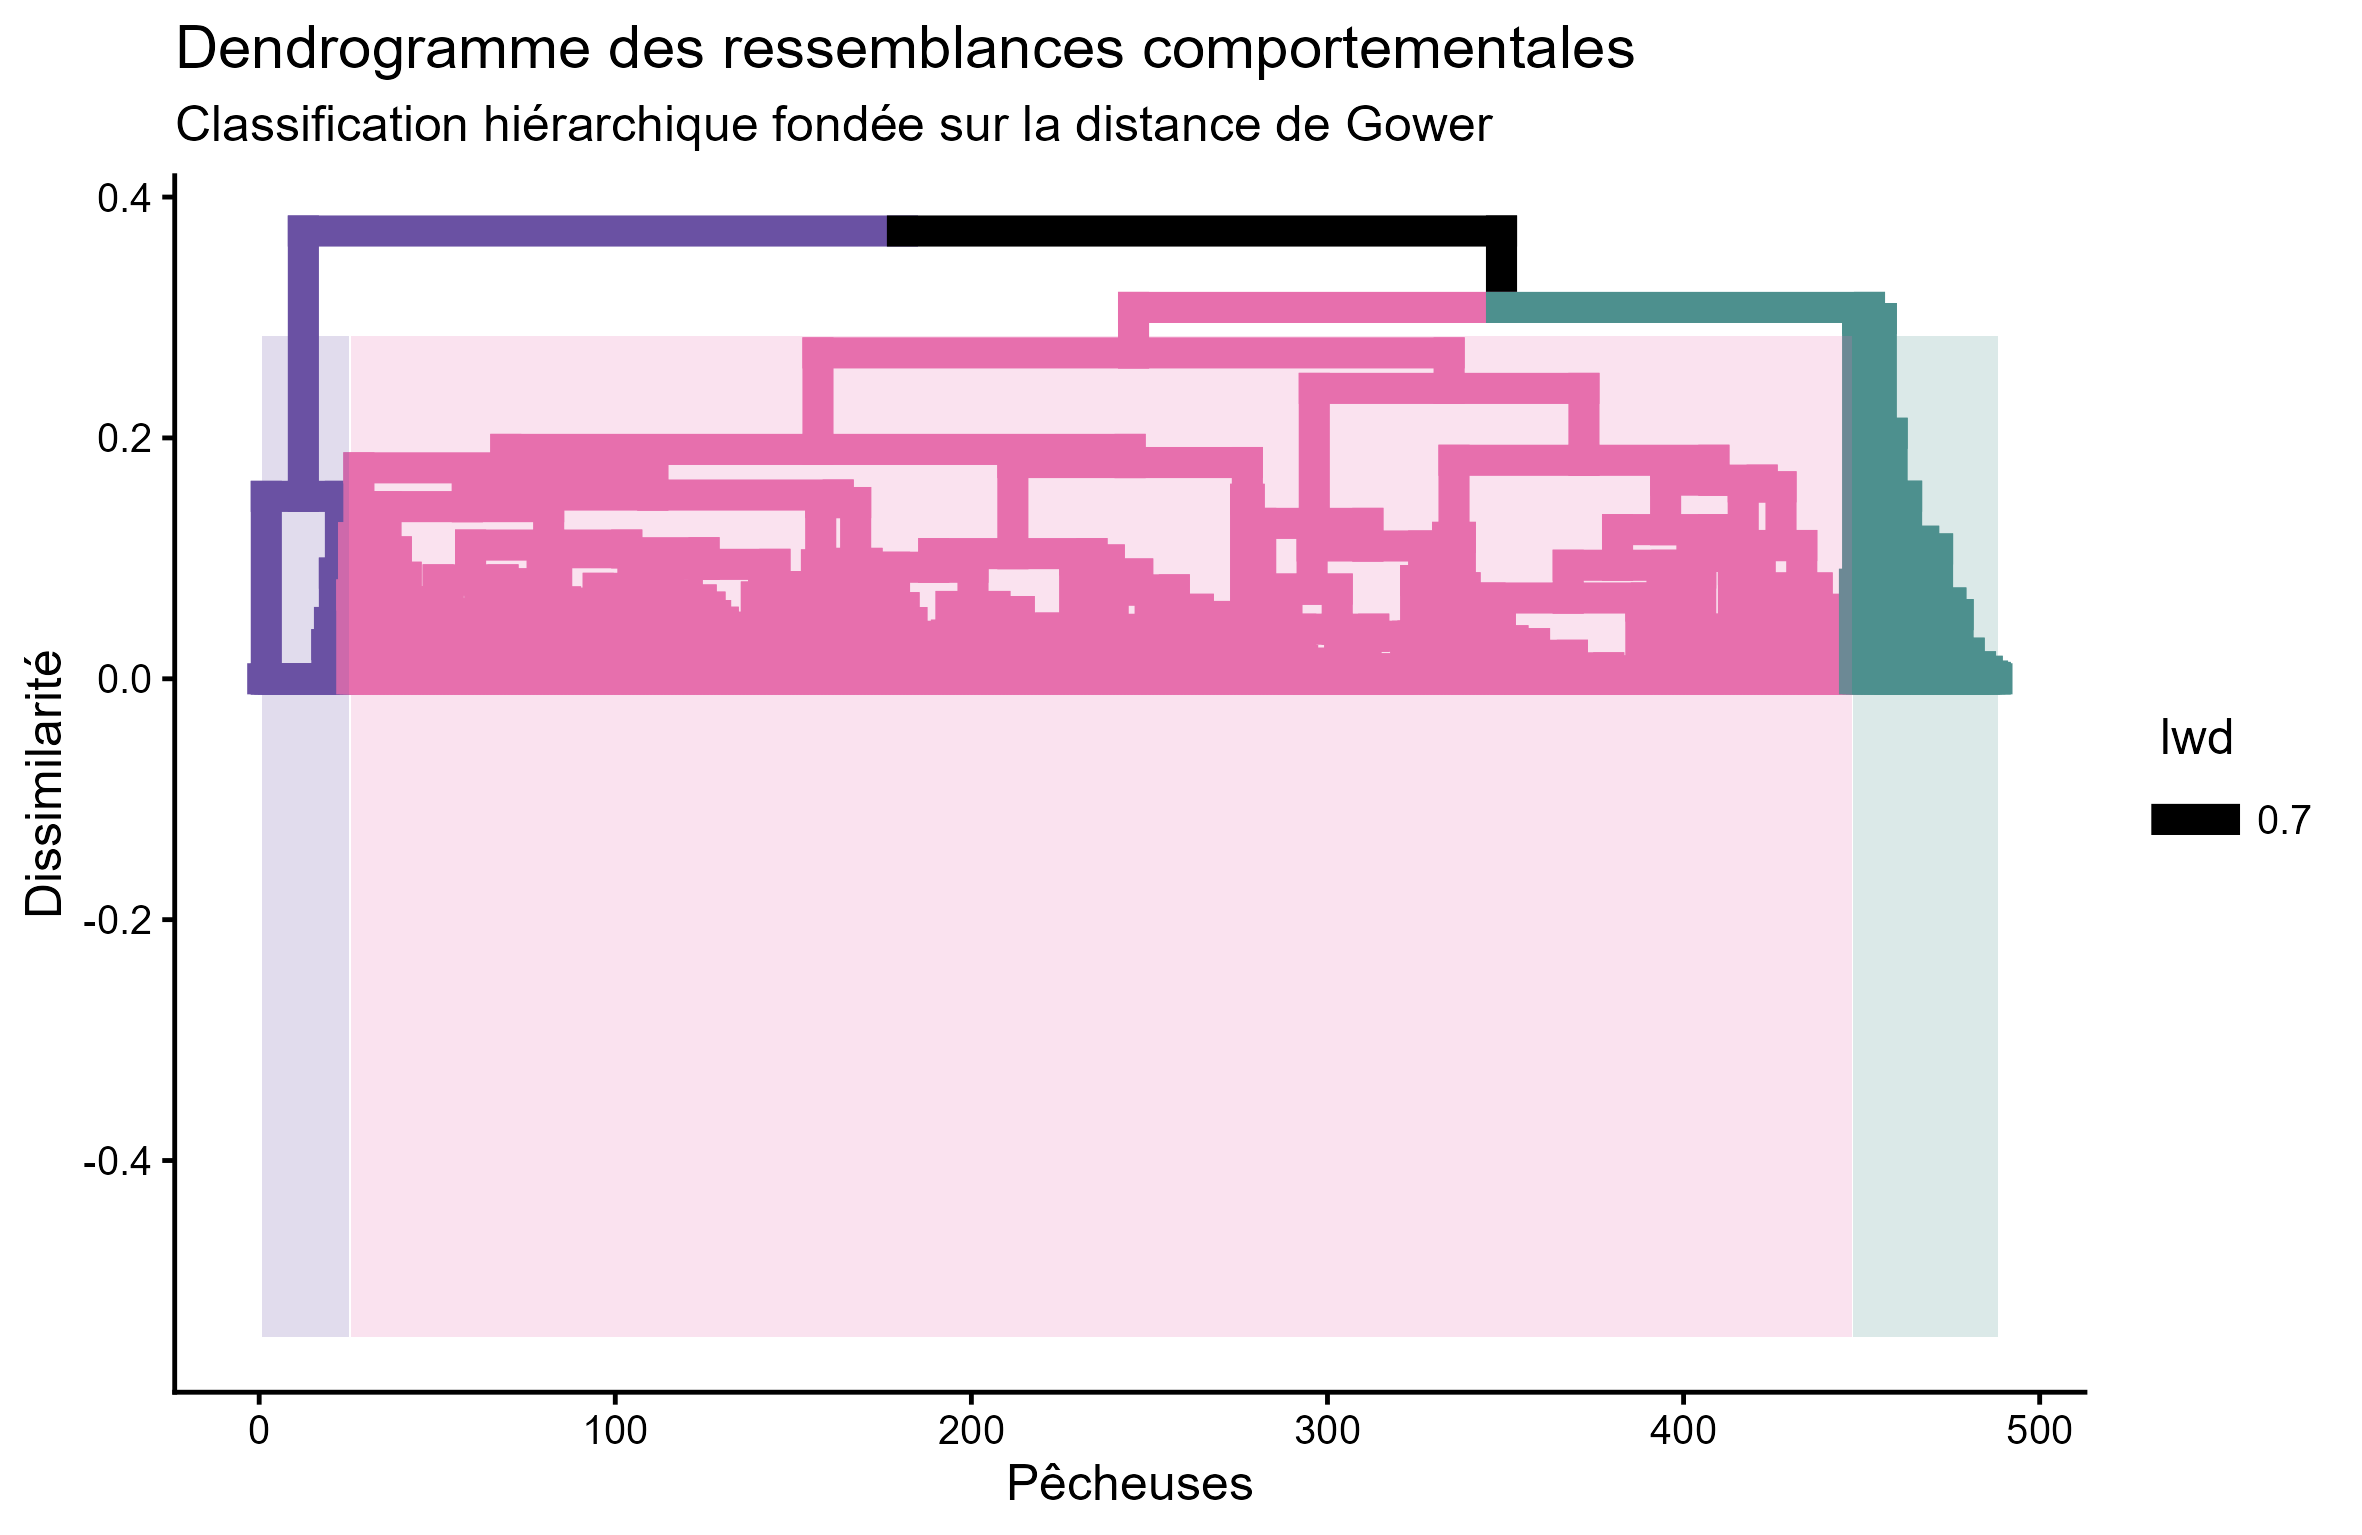 Dendrogramme des ressemblances comportementales
Classification hiérarchique fondée sur la distance de Gower
0.4
0.2
0.0
-0.2
-0.4
Dissimilarité
0 100 200 300 400 500
Pêcheuses
lwd
0.7